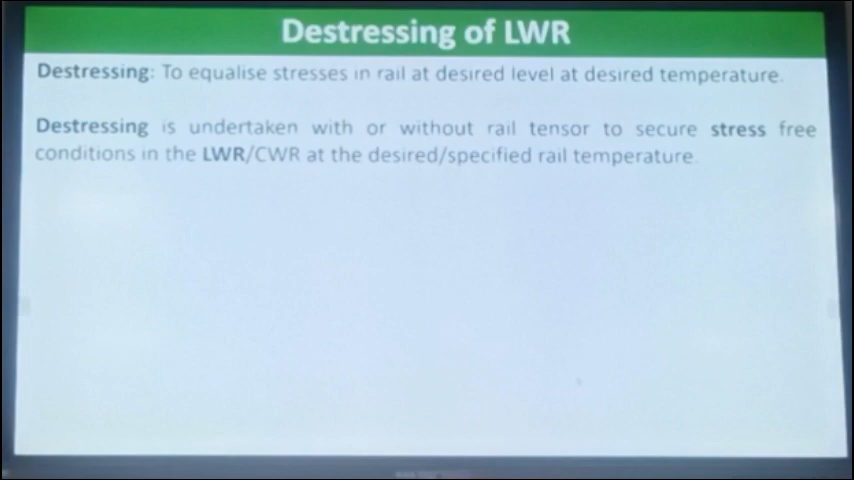 Destressing of LWR
Destressing: To equalise stresses in rail at desired level at desired temperature.
Destressing is undertaken with or without rail tensor to secure stress free
conditions in the LWR/CWR at the desired/specified rail temperature.